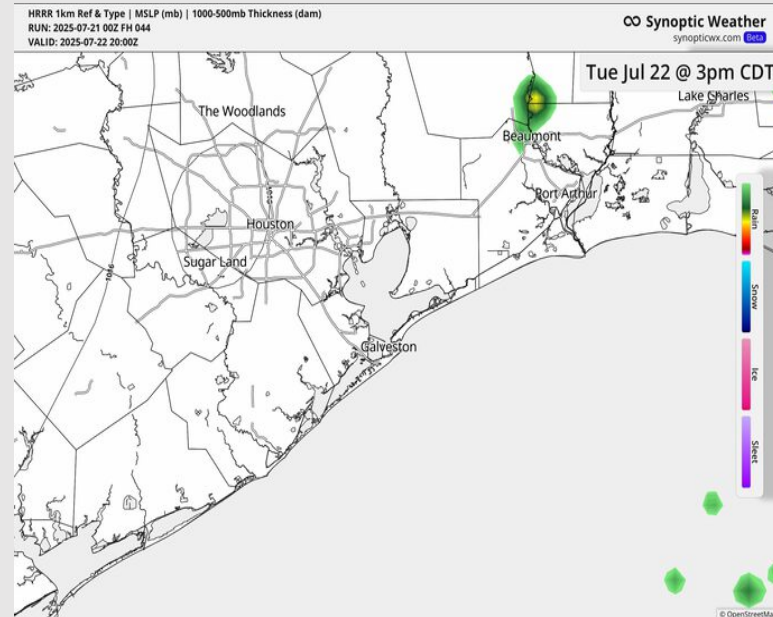 HRRR 1km Ref & Type | MSLP (mb) | 1000-500mb Thickness (dam)
RUN: 2025-07-21 00Z FH 044
VALID: 2025-07-22 20:00Z
Synoptic Weather
synopticwx.com Beta
Tue Jul 22 @ 3pm CDT
The Woodlands
Lake Charles
Beaumont
Port Arthur
Houston
Sugar Land
1016
Galveston
Rain
Snow
Ice
Sleet
© OpenStreetMa